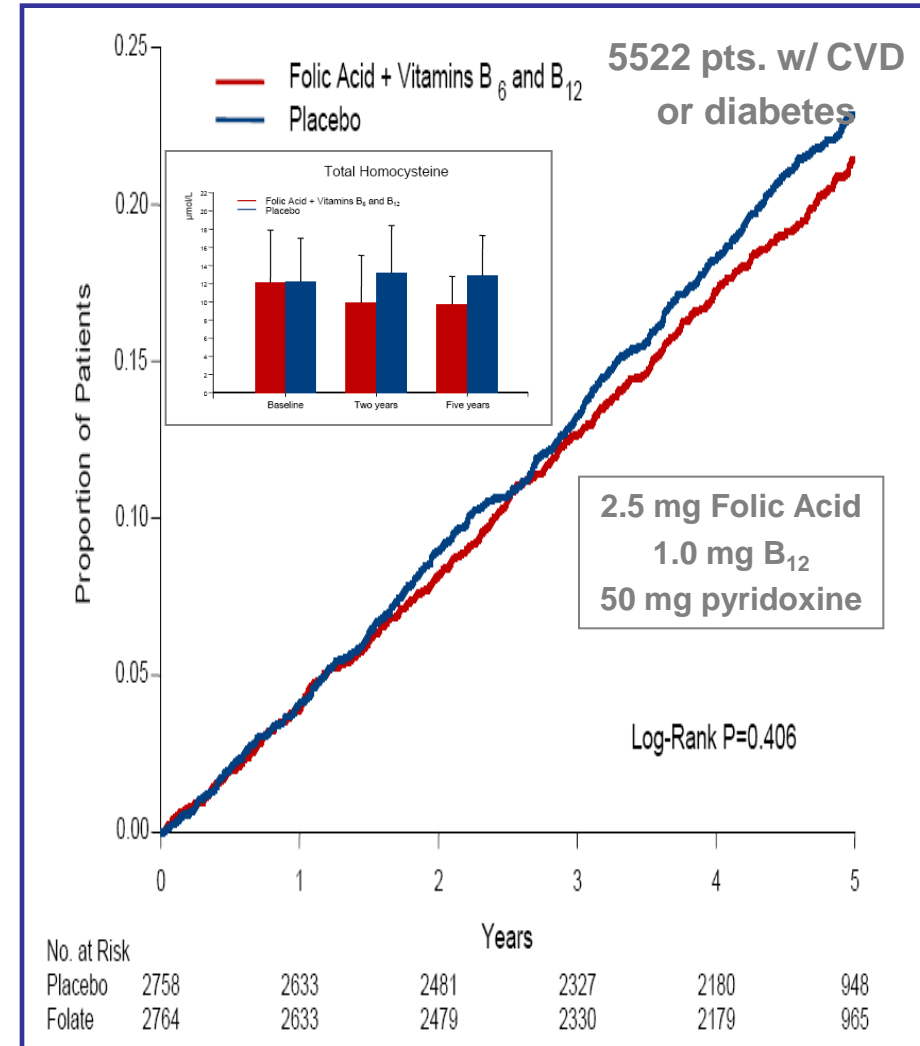 0.25
0.20
0.15
0.10
0.05
0.00
Proportion of Patients
Folic Acid + Vitamins B 6 and B12
Placebo
5522 pts. w/ CVD
or diabetes
Total Homocysteine
µmol/L
22
20
18
16
14
12
10
8
6
4
2
0
Folic Acid + Vitamins B6 and B12
Placebo
Baseline Two years Five years
2.5 mg Folic Acid
1.0 mg B12
50 mg pyridoxine
Log-Rank P=0.406
0 1 2 3 4 5
Years
No. at Risk
Placebo 2758 2633 2481 2327 2180 948
Folate 2764 2633 2479 2330 2179 965